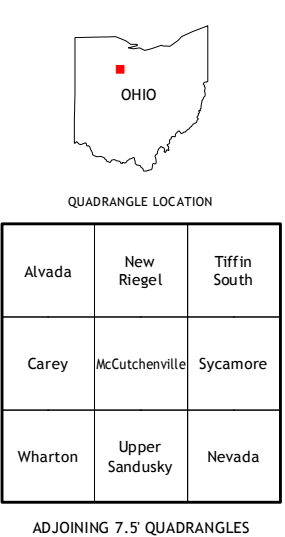 OHIO
QUADRANGLE LOCATION
Alvada
New
Riegel
Tiffin
South
Carey
McCutchenville
Sycamore
Wharton
Upper
Sandusky
Nevada
ADJOINING 7.5' QUADRANGLES